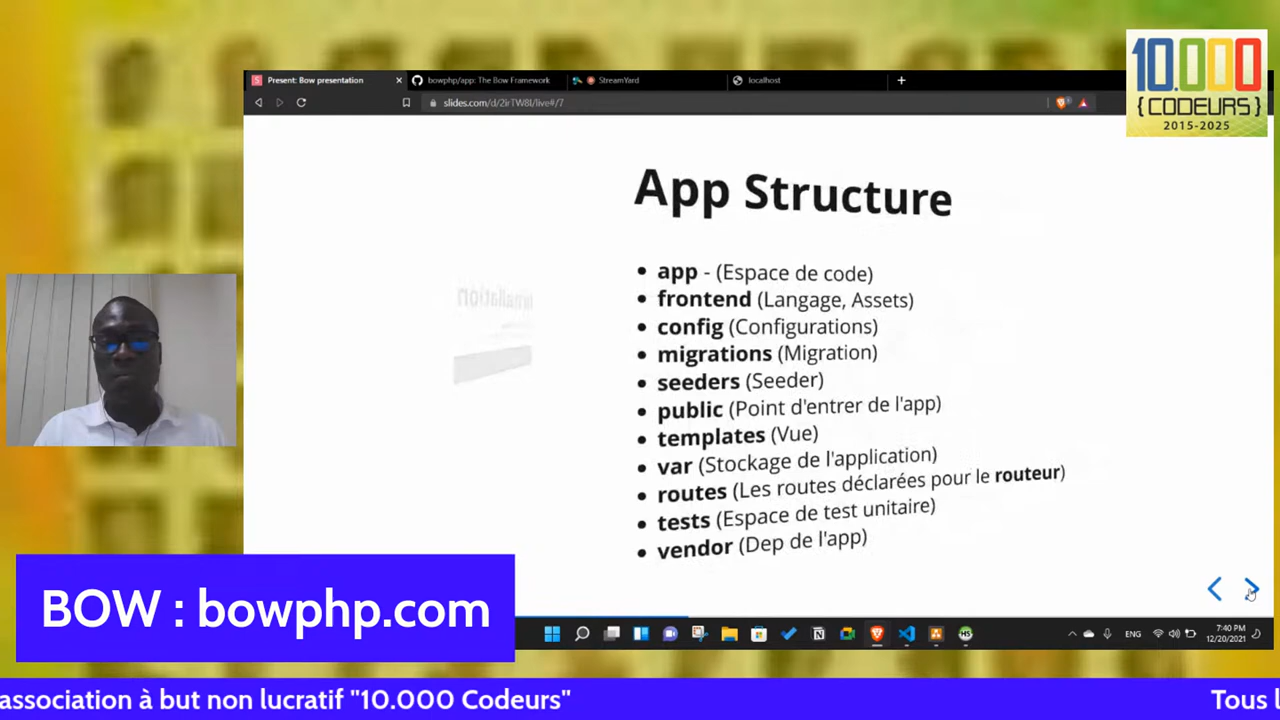 10.000
{CODEURS}
2015-2025
Present: Bow presentation
bowphp/app: The Bow Framework
StreamYard
localhost
slides.com/d/2irTW8I/live#/7
App Structure
app - (Espace de code)
frontend (Langage, Assets)
config (Configurations)
migrations (Migration)
seeders (Seeder)
public (Point d'entrer de l'app)
templates (Vue)
var (Stockage de l'application)
routes (Les routes déclarées pour le routeur)
tests (Espace de test unitaire)
vendor (Dep de l'app)
BOW : bowphp.com
ENG
7:40 PM
12/20/2021
association à but non lucratif "10.000 Codeurs"
Tous l